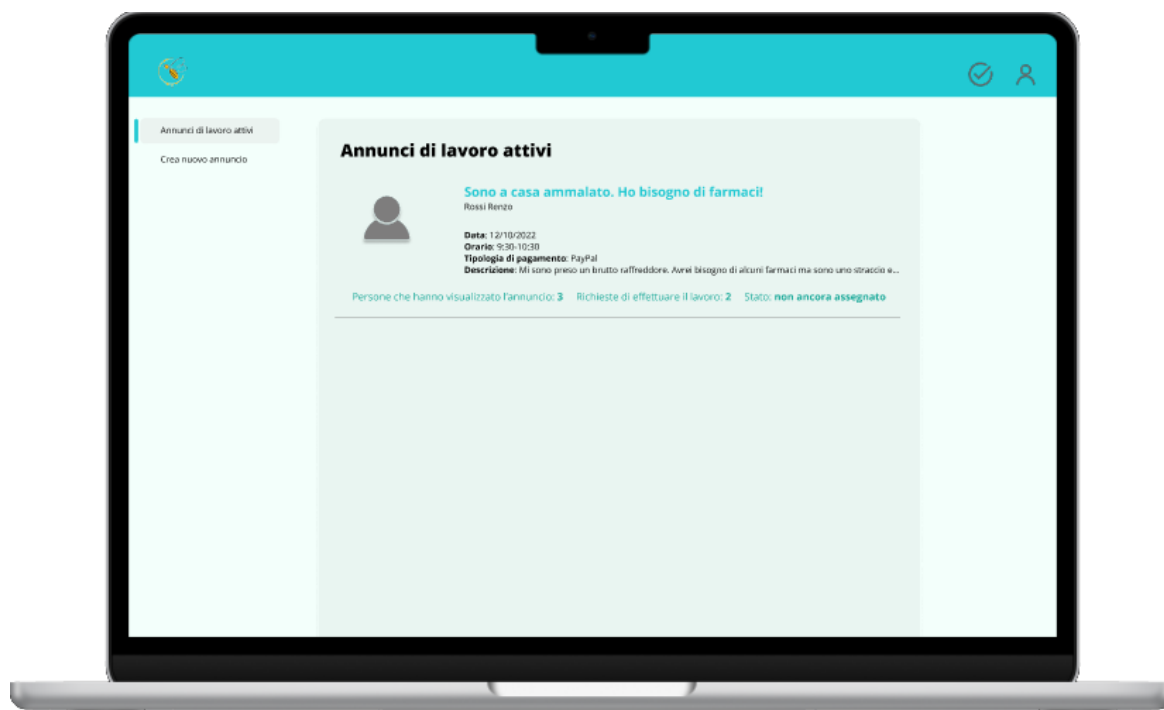 Annunci di lavoro attivi
Crea nuovo annuncio
Annunci di lavoro attivi
Sono a casa ammalato. Ho bisogno di farmaci!
Rossi Renzo
Data: 12/10/2022
Orario: 9:30-10:30
Tipologia di pagamento: PayPal
Descrizione: Mi sono preso un brutto raffreddore. Avrei bisogno di alcuni farmaci ma sono uno straccio e...
Persone che hanno visualizzato l'annuncio: 3 Richieste di effettuare il lavoro: 2 Stato: non ancora assegnato